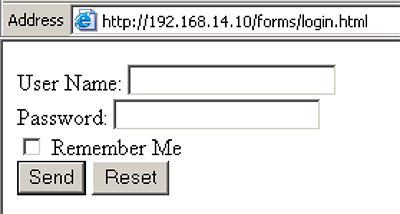 Address http://192.168.14.10/forms/login.html
User Name:
Password:
Remember Me
Send Reset